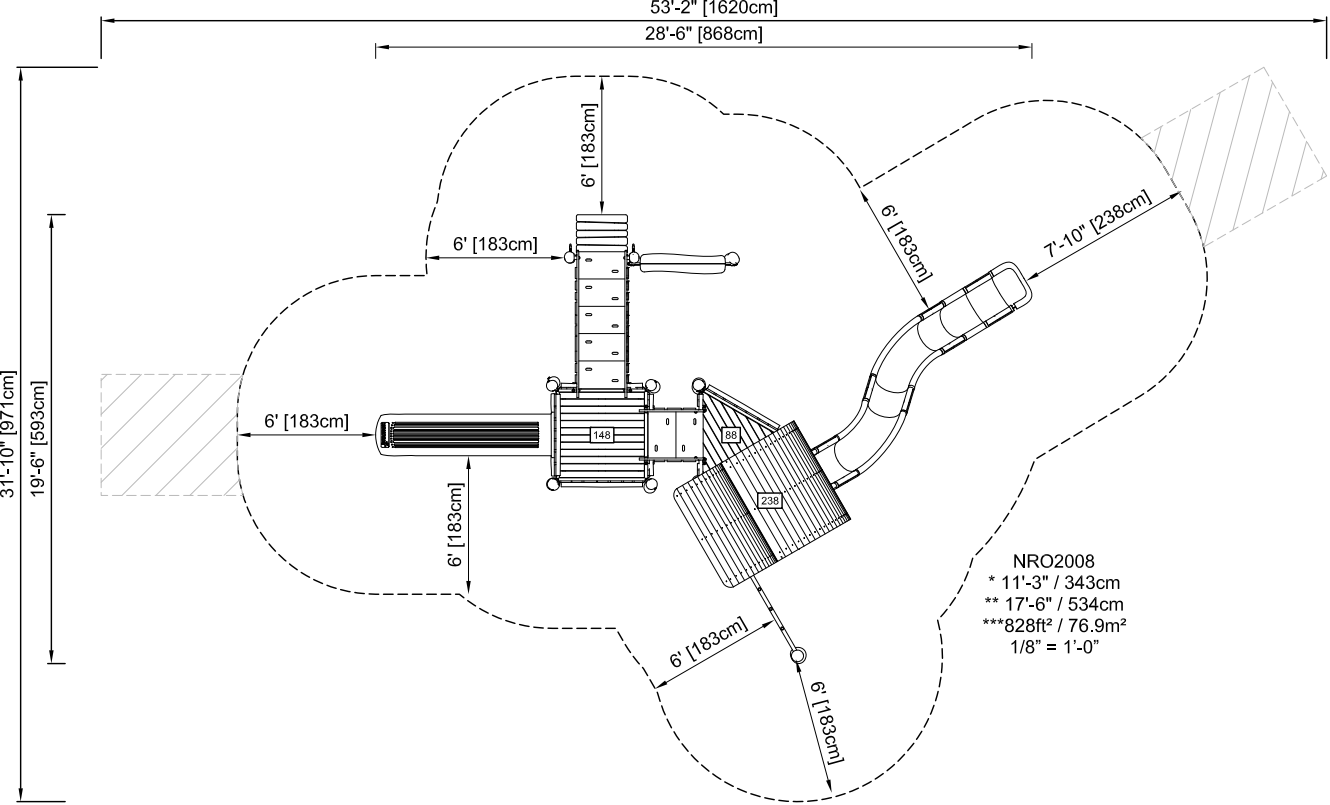 53'-2" [1620cm]
28'-6" [868cm]
6' [183cm]
6' [183cm]
6' [183cm]
7'-10" [238cm]
31'-10" [971cm]
19'-6" [593cm]
6' [183cm]
148
88
238
6' [183cm]
NRO2008
* 11'-3" / 343cm
** 17'-6" / 534cm
***828ft² / 76.9m²
1/8” = 1’-0”
6' [183cm]
6' [183cm]